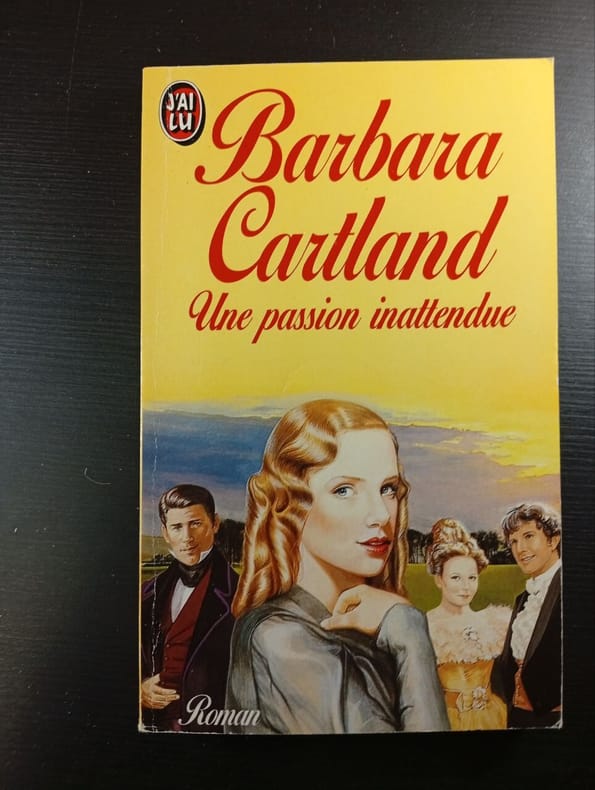 J'AI
LU
Barbara
Cartland
Une passion inattendue
Roman